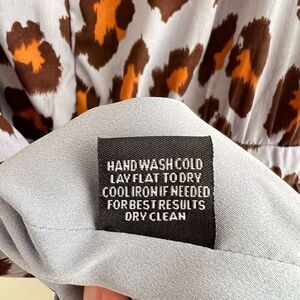 HAND WASH COLD
LAY FLAT TO DRY
COOL IRON IF NEEDED
FOR BEST RESULTS
DRY CLEAN